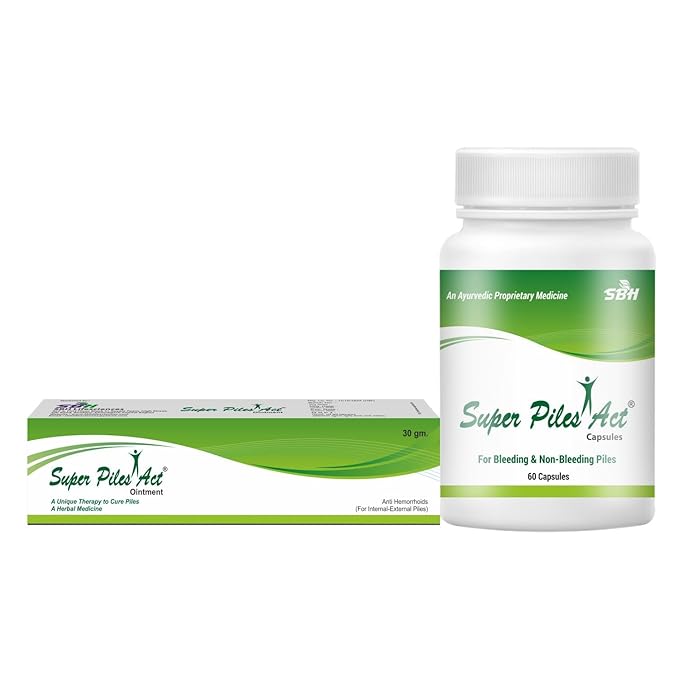 An Ayurvedic Proprietary Medicine
SBH
Super Piles Act®
Capsules
For Bleeding & Non-Bleeding Piles
60 Capsules
SBH
Super Piles Act®
Ointment
30 gm.
Super Piles Act®
Ointment
A Unique Therapy to Cure Piles
A Herbal Medicine
Anti Hemorrhoids
(For Internal-External Piles)